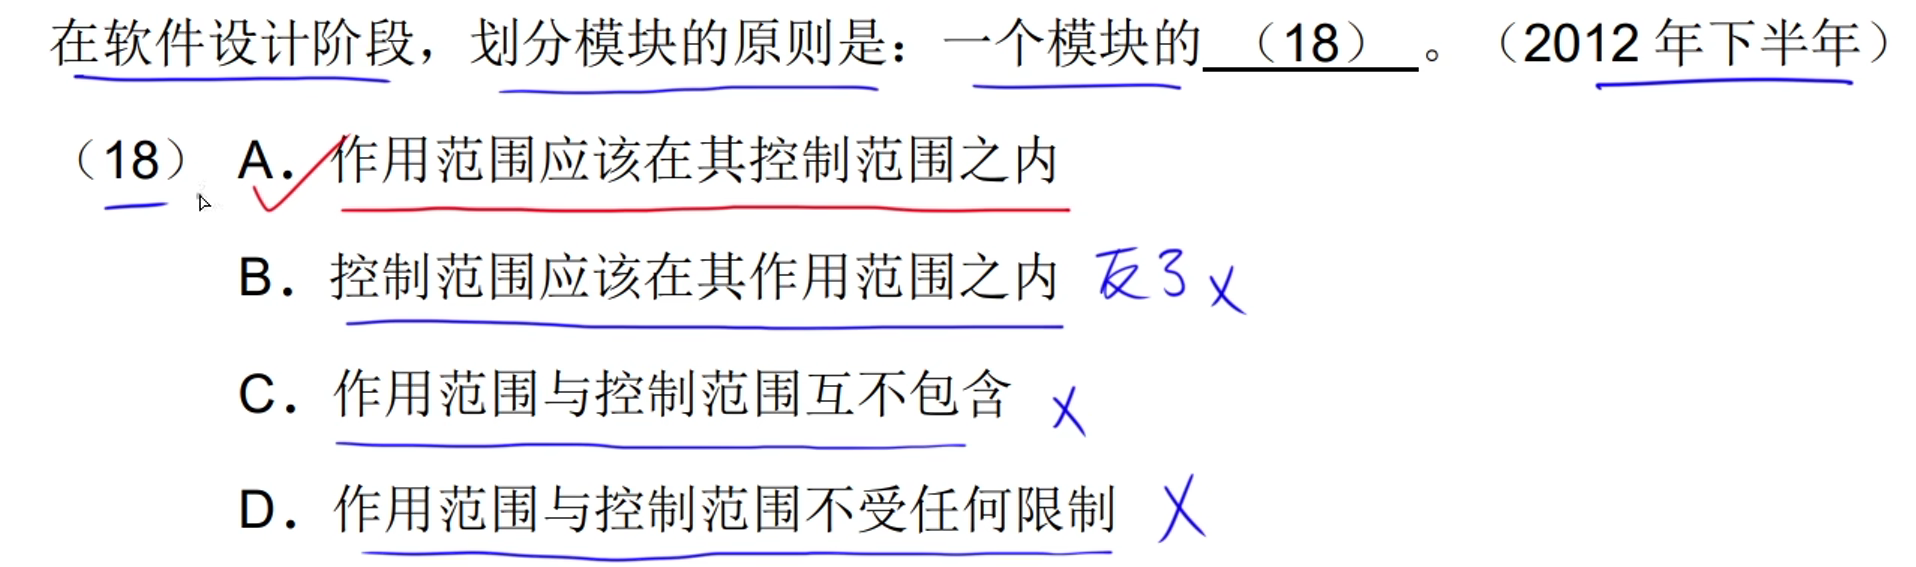 在软件设计阶段，划分模块的原则是：一个模块的 （18） 。（2012 年下半年）
（18） A. 作用范围应该在其控制范围之内
B. 控制范围应该在其作用范围之内 反了 x
C. 作用范围与控制范围互不包含 x
D. 作用范围与控制范围不受任何限制 x